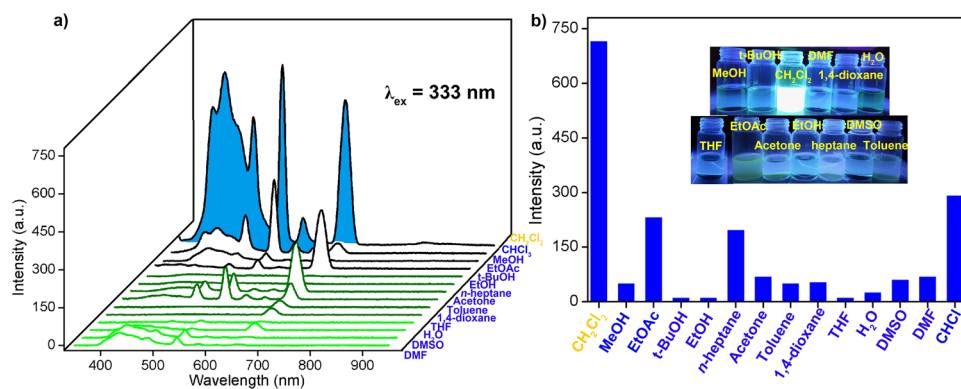 a)
λex = 333 nm
Intensity (a.u.)
750
600
450
300
150
0
400 500 600 700 800 900
Wavelength (nm)
CH2Cl2
CHCl3
MeOH
EtOAc
t-BuOH
EtOH
n-heptane
Acetone
Toluene
1,4-dioxane
THF
H2O
DMSO
DMF
b)
Intensity (a.u.)
750
600
450
300
150
0
t-BuOH DMF H2O
MeOH CH2Cl2 1,4-dioxane
EtOAc EtOH DMSO
THF Acetone heptane Toluene
CH2Cl2
MeOH
EtOAc
t-BuOH
EtOH
n-heptane
Acetone
Toluene
1,4-dioxane
THF
H2O
DMSO
DMF
CHCl